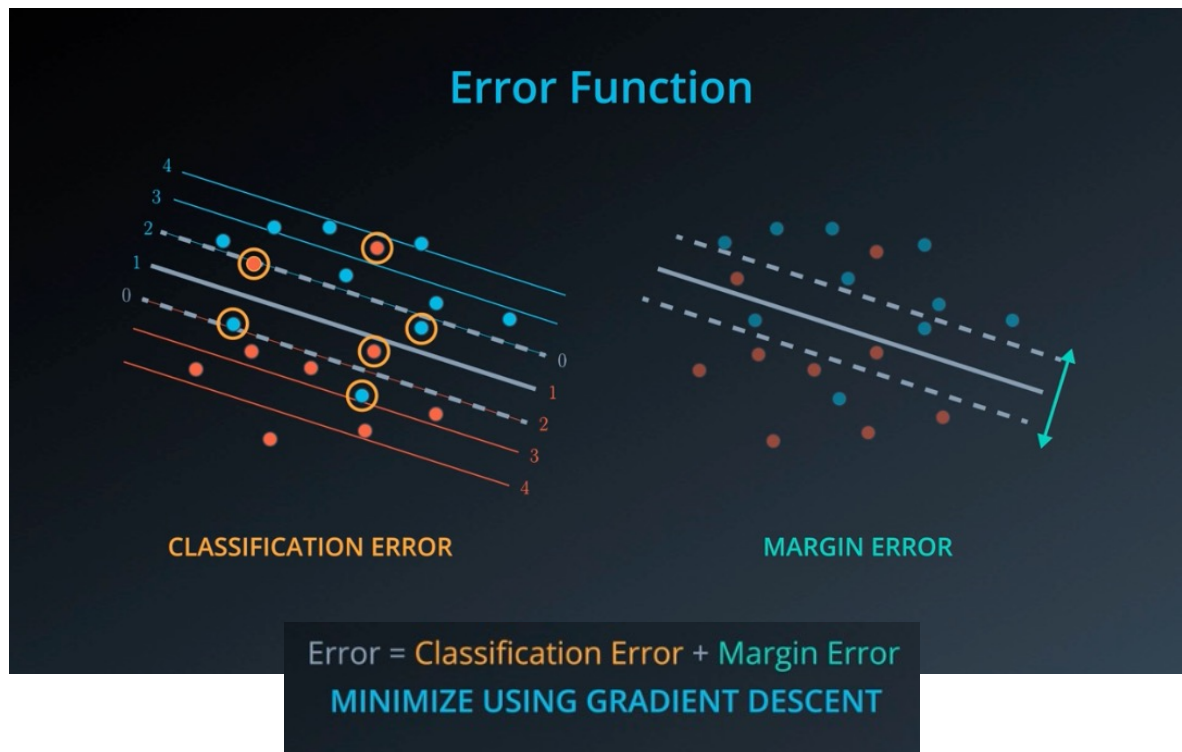 Error Function
4
3
2
1
0
0
1
2
3
4
CLASSIFICATION ERROR
MARGIN ERROR
Error = Classification Error + Margin Error
MINIMIZE USING GRADIENT DESCENT